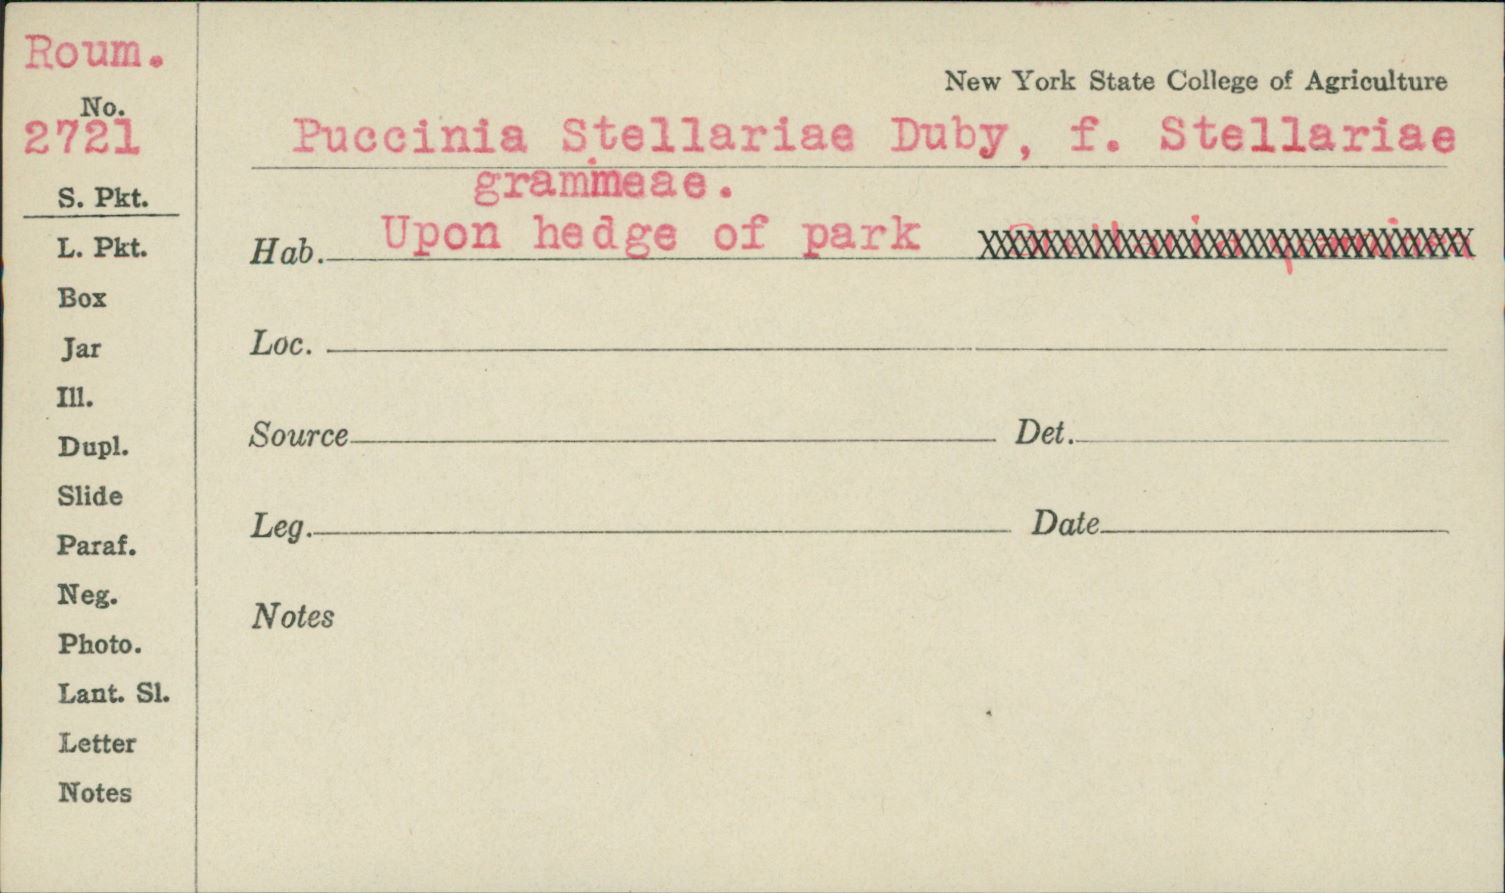 Roum.
No.
2721
S. Pkt.
L. Pkt.
Box
Jar
Ill.
Dupl.
Slide
Paraf.
Neg.
Photo.
Lant. Sl.
Letter
Notes
New York State College of Agriculture
Puccinia Stellariae Duby, f. Stellariae
Hab. Upon hedge of park
Loc.
Source Det.
Leg. Date
Notes